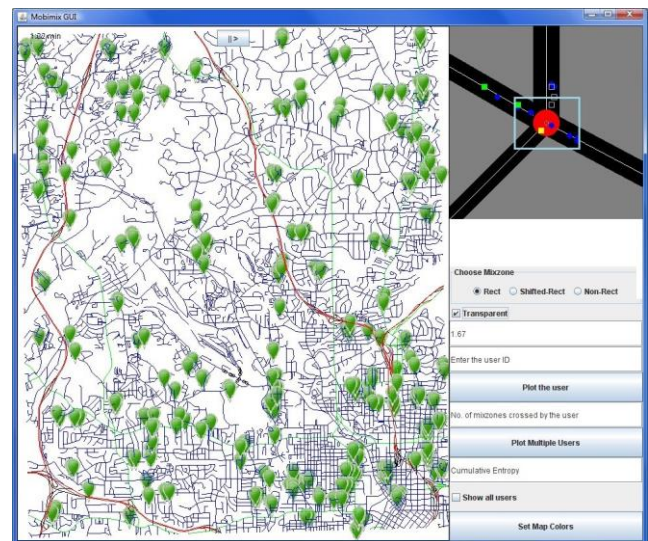 Mobimix GUI
|| >
Choose Mixzone
Rect
Shifted-Rect
Non-Rect
Transparent
1.67
Enter the user ID
Plot the user
No. of mixzones crossed by the user
Plot Multiple Users
Cumulative Entropy
Show all users
Set Map Colors